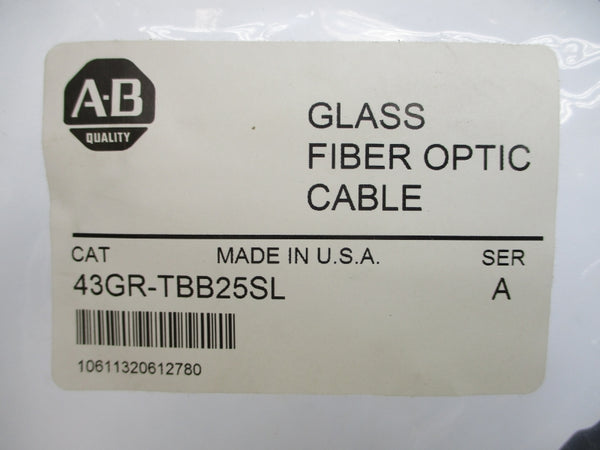 A-B
QUALITY
GLASS
FIBER OPTIC
CABLE
CAT MADE IN U.S.A. SER
43GR-TBB25SL A
10611320612780